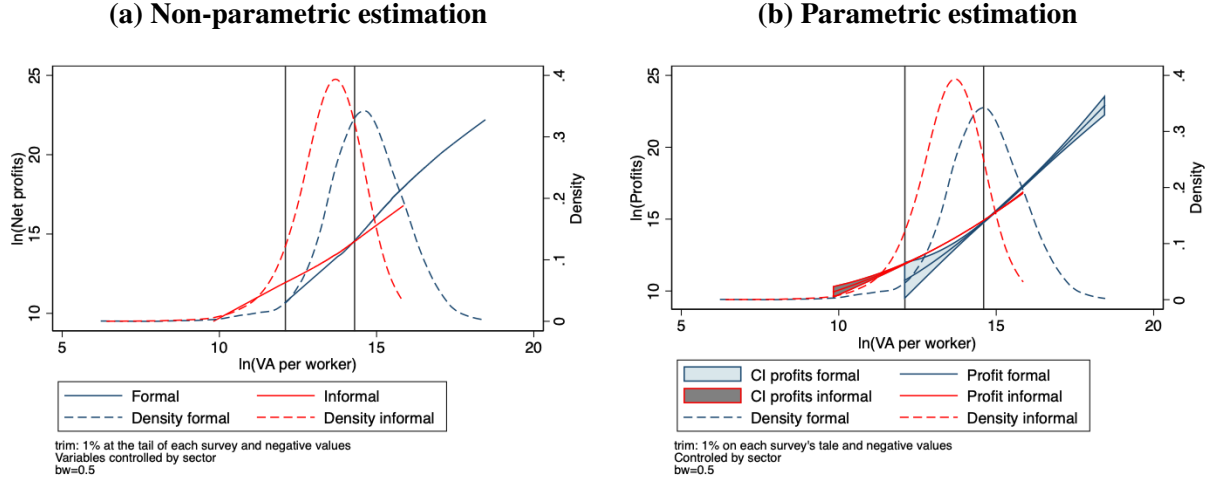 (a) Non-parametric estimation
25
20
15
10
ln(Net profits)
.4
.3
.2
.1
0
Density
5 10 15 20
ln(VA per worker)
Formal Informal
Density formal Density informal
trim: 1% at the tail of each survey and negative values
Variables controlled by sector
bw=0.5
(b) Parametric estimation
25
20
15
10
ln(Profits)
.4
.3
.2
.1
0
Density
5 10 15 20
ln(VA per worker)
CI profits formal Profit formal
CI profits informal Profit informal
Density formal Density informal
trim: 1% on each survey's tale and negative values
Controled by sector
bw=0.5